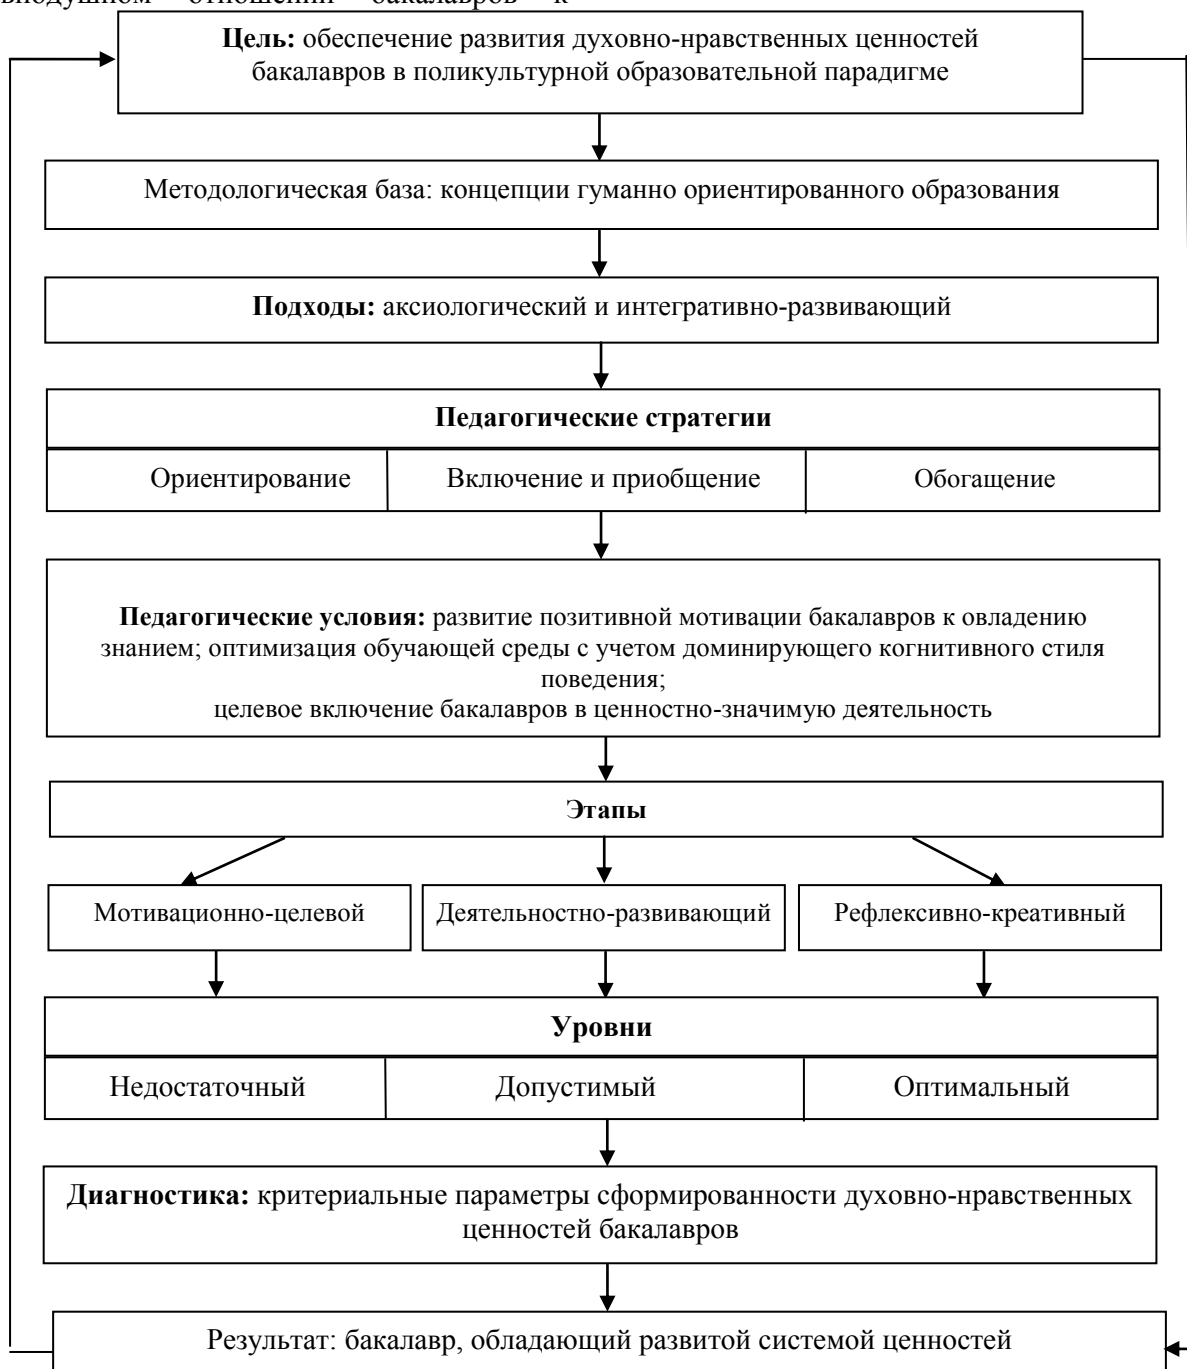 отношении бакалавров к
Цель: обеспечение развития духовно-нравственных ценностей
бакалавров в поликультурной образовательной парадигме
Методологическая база: концепции гуманно ориентированного образования
Подходы: аксиологический и интегративно-развивающий
Педагогические стратегии
Ориентирование Включение и приобщение Обогащение
Педагогические условия: развитие позитивной мотивации бакалавров к овладению
знанием; оптимизация обучающей среды с учетом доминирующего когнитивного стиля
поведения;
целевое включение бакалавров в ценностно-значимую деятельность
Этапы
Мотивационно-целевой Деятельностно-развивающий Рефлексивно-креативный
Уровни
Недостаточный Допустимый Оптимальный
Диагностика: критериальные параметры сформированности духовно-нравственных
ценностей бакалавров
Результат: бакалавр, обладающий развитой системой ценностей